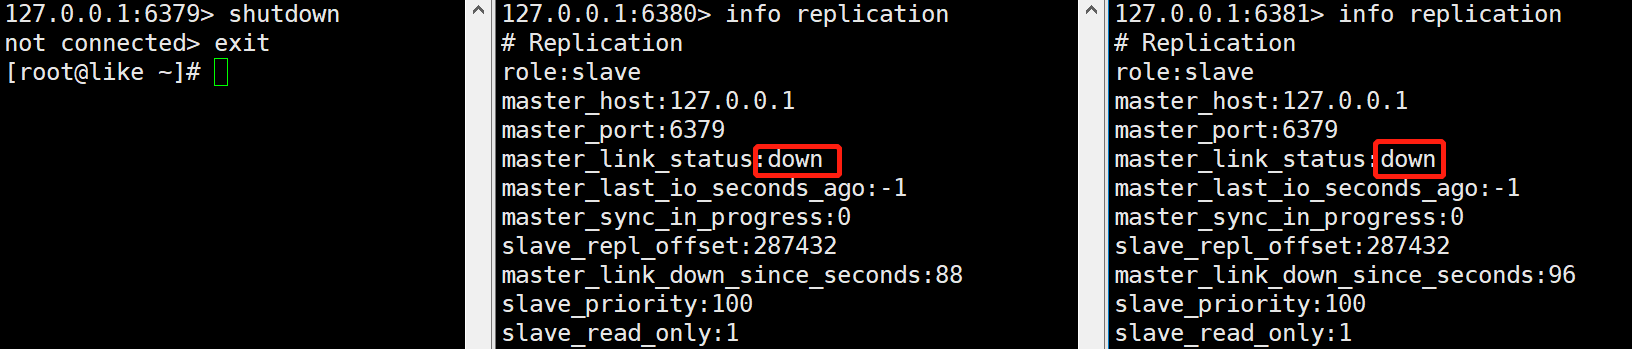 127.0.0.1:6379> shutdown
not connected> exit
[root@like ~]#
127.0.0.1:6380> info replication
# Replication
role:slave
master_host:127.0.0.1
master_port:6379
master_link_status:down
master_last_io_seconds_ago:-1
master_sync_in_progress:0
slave_repl_offset:287432
master_link_down_since_seconds:88
slave_priority:100
slave_read_only:1
127.0.0.1:6381> info replication
# Replication
role:slave
master_host:127.0.0.1
master_port:6379
master_link_status:down
master_last_io_seconds_ago:-1
master_sync_in_progress:0
slave_repl_offset:287432
master_link_down_since_seconds:96
slave_priority:100
slave_read_only:1